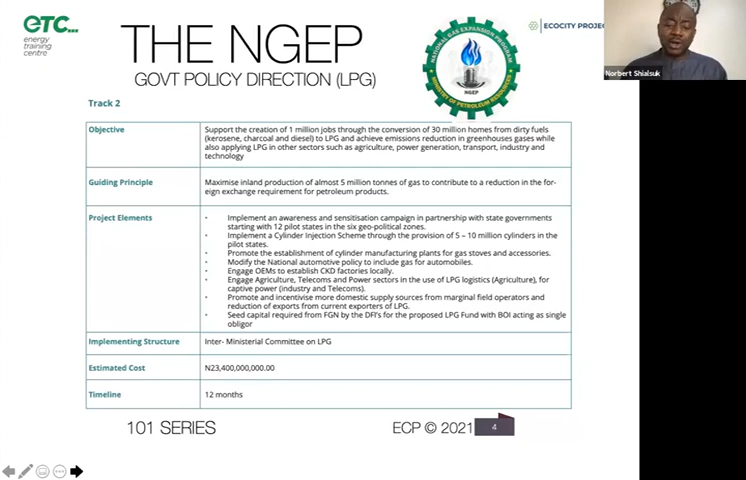 eTC...
energy
training
centre
THE NGEP
GOVT POLICY DIRECTION (LPG)
NATIONAL GAS EXPANSION PROGRAM
NGEP
MINISTRY OF PETROLEUM RESOURCES
ECOCITY PROJEC
Norbert Shialsuk
Track 2
Objective
Support the creation of 1 million jobs through the conversion of 30 million homes from dirty fuels
(kerosene, charcoal and diesel) to LPG and achieve emissions reduction in greenhouses gases while
also applying LPG in other sectors such as agriculture, power generation, transport, industry and
technology
Guiding Principle
Maximise inland production of almost 5 million tonnes of gas to contribute to a reduction in the for-
eign exchange requirement for petroleum products.
Project Elements
• Implement an awareness and sensitisation campaign in partnership with state governments
starting with 12 pilot states in the six geo-political zones.
• Implement a Cylinder Injection Scheme through the provision of 5 – 10 million cylinders in the
pilot states.
• Promote the establishment of cylinder manufacturing plants for gas stoves and accessories.
• Modify the National automotive policy to include gas for automobiles.
• Engage OEMs to establish CKD factories locally.
• Engage Agriculture, Telecoms and Power sectors in the use of LPG logistics (Agriculture), for
captive power (industry and Telecoms).
• Promote and incentivise more domestic supply sources from marginal field operators and
reduction of exports from current exporters of LPG.
• Seed capital required from FGN by the DFI's for the proposed LPG Fund with BOI acting as single
obligor
Implementing Structure
Inter- Ministerial Committee on LPG
Estimated Cost
N23,400,000,000.00
Timeline
12 months
101 SERIES
ECP © 2021
4